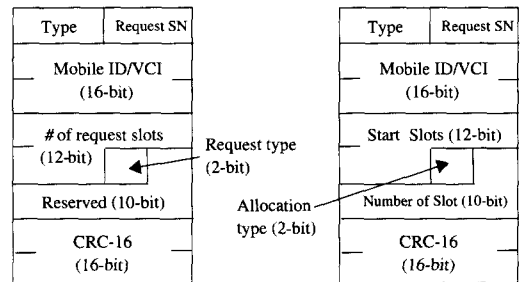 Type
Request SN
Mobile ID/VCI
(16-bit)
# of request slots
(12-bit)
Reserved (10-bit)
CRC-16
(16-bit)
Request type
(2-bit)
Allocation
type (2-bit)
Type
Request SN
Mobile ID/VCI
(16-bit)
Start Slots (12-bit)
Number of Slot (10-bit)
CRC-16
(16-bit)